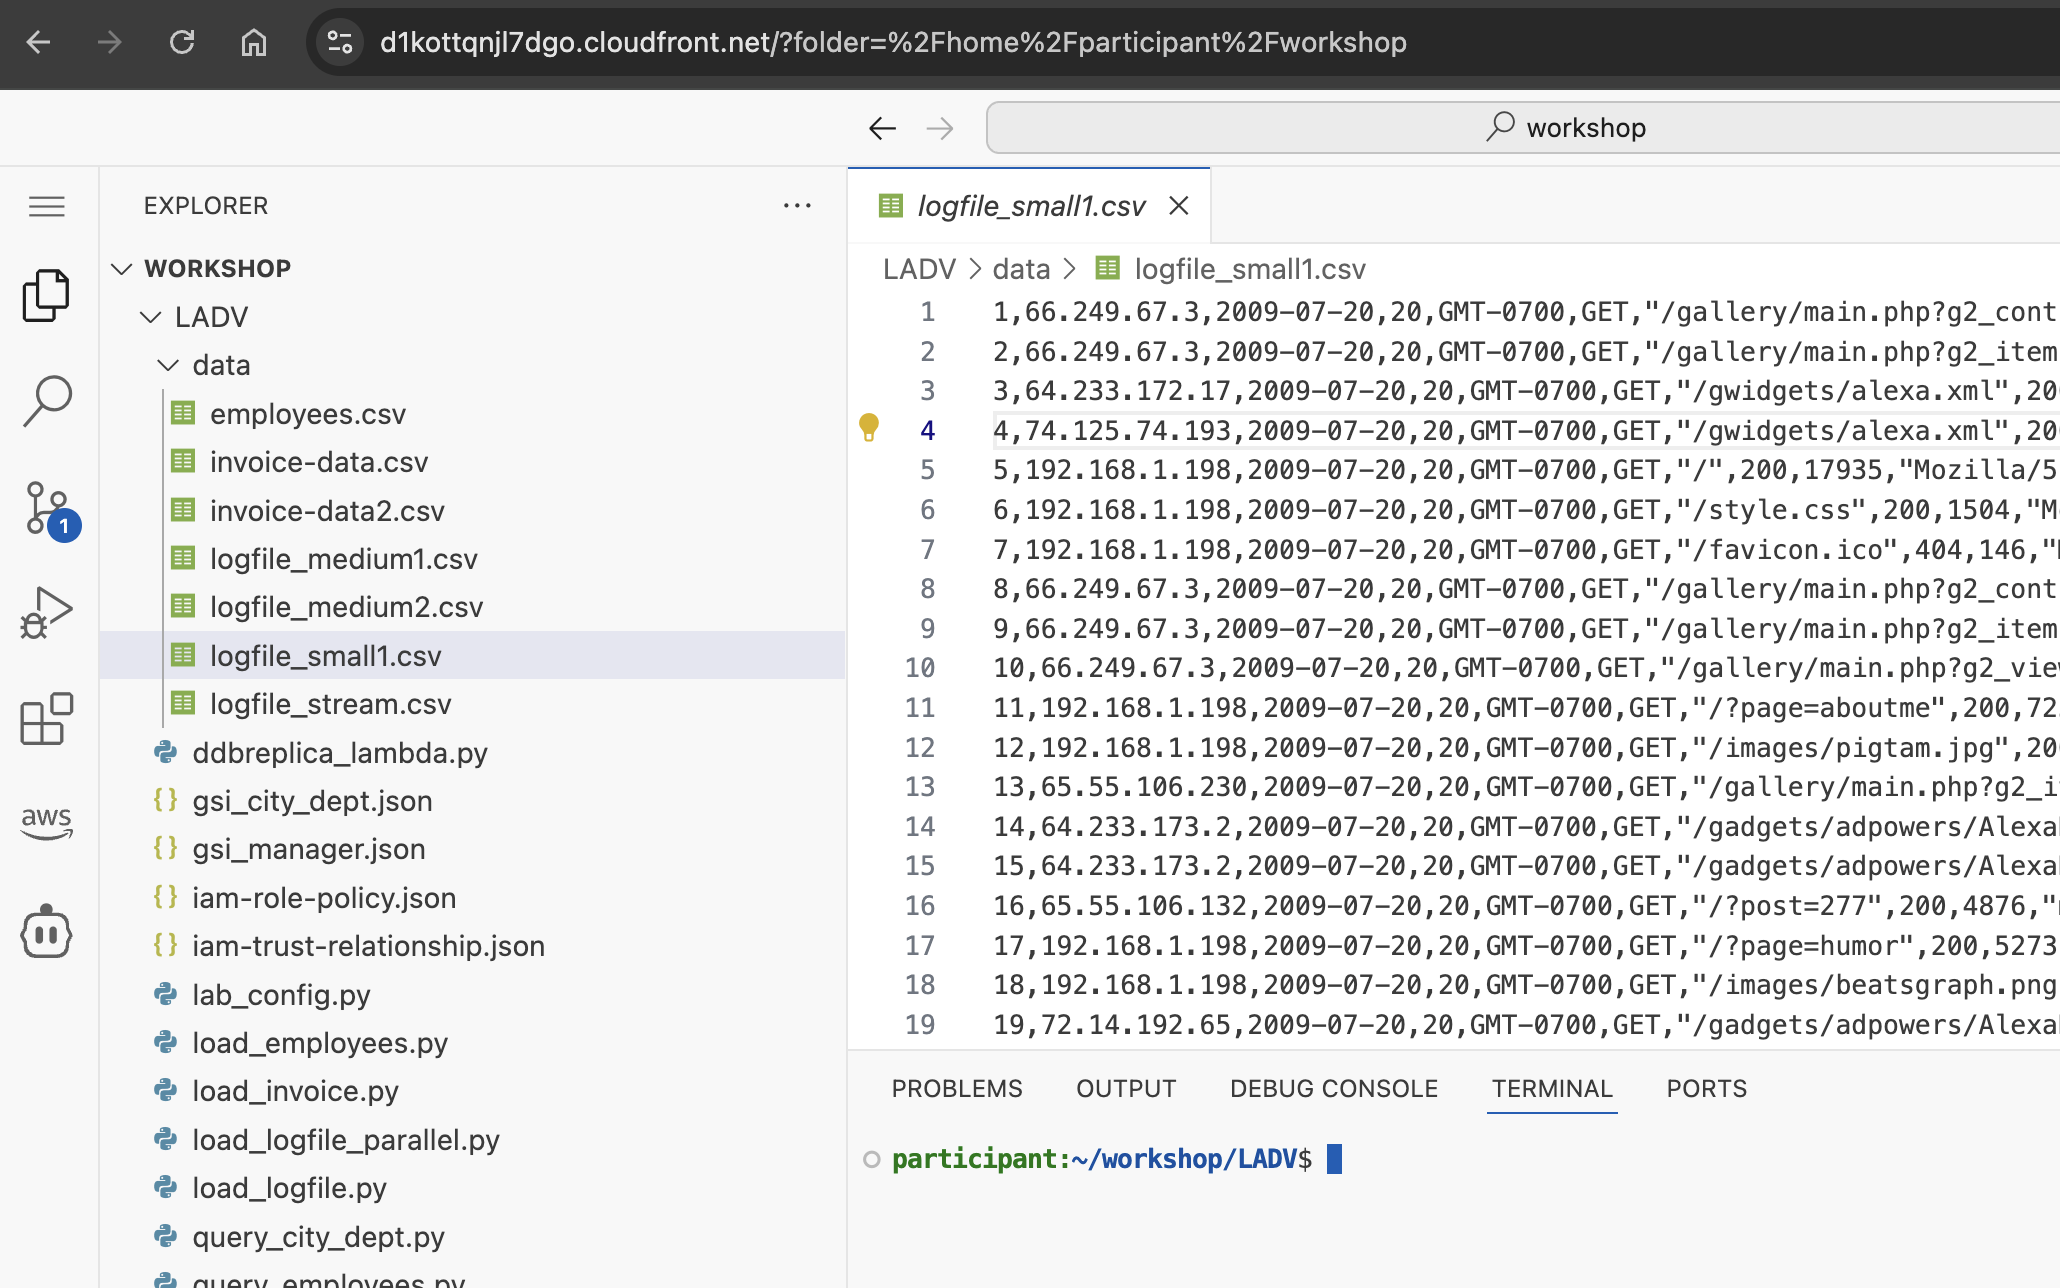 d1kottqnjl7dgo.cloudfront.net/?folder=%2Fhome%2Fparticipant%2Fworkshop
workshop
EXPLORER
WORKSHOP
LADV
data
employees.csv
invoice-data.csv
invoice-data2.csv
logfile_medium1.csv
logfile_medium2.csv
logfile_small1.csv
logfile_stream.csv
ddbreplica_lambda.py
gsi_city_dept.json
gsi_manager.json
iam-role-policy.json
iam-trust-relationship.json
lab_config.py
load_employees.py
load_invoice.py
load_logfile_parallel.py
load_logfile.py
query_city_dept.py
query_employees.py
1
aws
logfile_small1.csv
LADV > data > logfile_small1.csv
1 1,66.249.67.3,2009-07-20,20,GMT-0700,GET,"/gallery/main.php?g2_cont
2 2,66.249.67.3,2009-07-20,20,GMT-0700,GET,"/gallery/main.php?g2_item
3 3,64.233.172.17,2009-07-20,20,GMT-0700,GET,"/gwidgets/alexa.xml",20
4 4,74.125.74.193,2009-07-20,20,GMT-0700,GET,"/gwidgets/alexa.xml",20
5 5,192.168.1.198,2009-07-20,20,GMT-0700,GET,"/",200,17935,"Mozilla/5
6 6,192.168.1.198,2009-07-20,20,GMT-0700,GET,"/style.css",200,1504,"M
7 7,192.168.1.198,2009-07-20,20,GMT-0700,GET,"/favicon.ico",404,146,"
8 8,66.249.67.3,2009-07-20,20,GMT-0700,GET,"/gallery/main.php?g2_cont
9 9,66.249.67.3,2009-07-20,20,GMT-0700,GET,"/gallery/main.php?g2_item
10 10,66.249.67.3,2009-07-20,20,GMT-0700,GET,"/gallery/main.php?g2_vie
11 11,192.168.1.198,2009-07-20,20,GMT-0700,GET,"/?page=aboutme",200,72
12 12,192.168.1.198,2009-07-20,20,GMT-0700,GET,"/images/pigtam.jpg",20
13 13,65.55.106.230,2009-07-20,20,GMT-0700,GET,"/gallery/main.php?g2_i
14 14,64.233.173.2,2009-07-20,20,GMT-0700,GET,"/gadgets/adpowers/Alexa
15 15,64.233.173.2,2009-07-20,20,GMT-0700,GET,"/gadgets/adpowers/Alexa
16 16,65.55.106.132,2009-07-20,20,GMT-0700,GET,"/?post=277",200,4876,"
17 17,192.168.1.198,2009-07-20,20,GMT-0700,GET,"/?page=humor",200,5273
18 18,192.168.1.198,2009-07-20,20,GMT-0700,GET,"/images/beatsgraph.png
19 19,72.14.192.65,2009-07-20,20,GMT-0700,GET,"/gadgets/adpowers/Alexa
PROBLEMS OUTPUT DEBUG CONSOLE TERMINAL PORTS
participant:~/workshop/LADV$